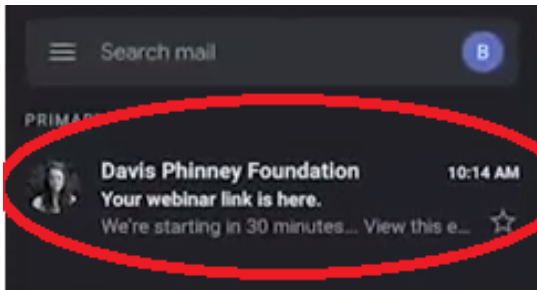 Search mail
B
PRIMA
Davis Phinney Foundation
10:14 AM
Your webinar link is here.
We're starting in 30 minutes... View this e...